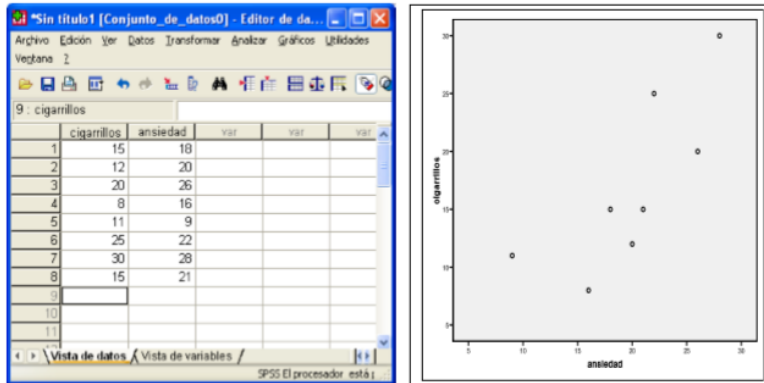 *Sin título1 [Conjunto_de_datos0] - Editor de da...
Archivo Edición Ver Datos Transformar Analizar Gráficos Utilidades
Ventana ?
9 : cigarrillos
cigarrillos ansiedad var var var
1 15 18
2 12 20
3 20 26
4 8 16
5 11 9
6 25 22
7 30 28
8 15 21
9
10
11
Vista de datos Vista de variables
SPSS El procesador está
30
25
20
15
10
5
cigarrillos
5 10 15 20 25 30
ansiedad